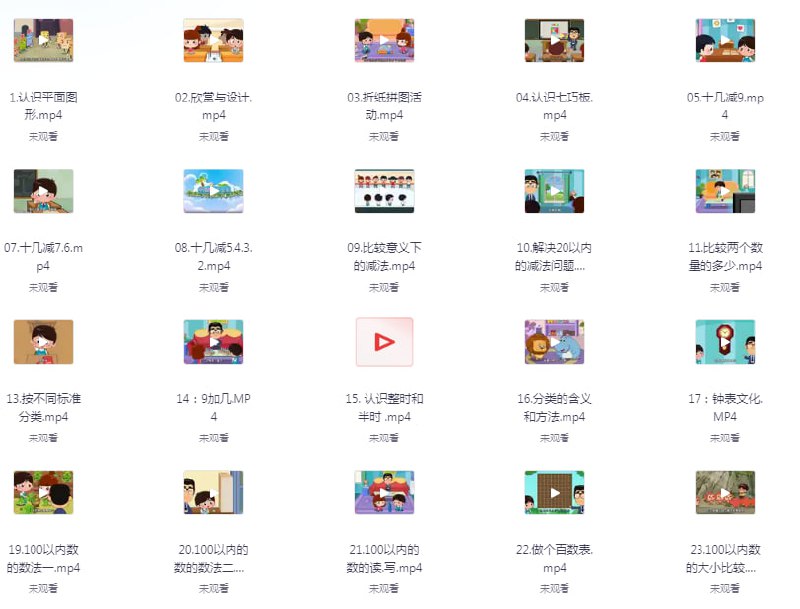 1.认识平面图
形.mp4
未观看
02.欣赏与设计.
mp4
未观看
03.折纸拼图活
动.mp4
未观看
04.认识七巧板.
mp4
未观看
05.十几减9.mp
4
未观看
07.十几减7.6.m
p4
未观看
08.十几减5.4.3.
2.mp4
未观看
09.比较意义下
的减法.mp4
未观看
10.解决20以内
的减法问题....
未观看
11.比较两个数
量的多少.mp4
未观看
13.按不同标准
分类.mp4
未观看
14：9加几.MP
4
未观看
15. 认识整时和
半时 .mp4
未观看
16.分类的含义
和方法.mp4
未观看
17：钟表文化.
MP4
未观看
19.100以内数
的数法一.mp4
未观看
20.100以内的
数的数法二....
未观看
21.100以内的
数的读.写.mp4
未观看
22.做个百数表.
mp4
未观看
23.100以内数
的大小比较....
未观看